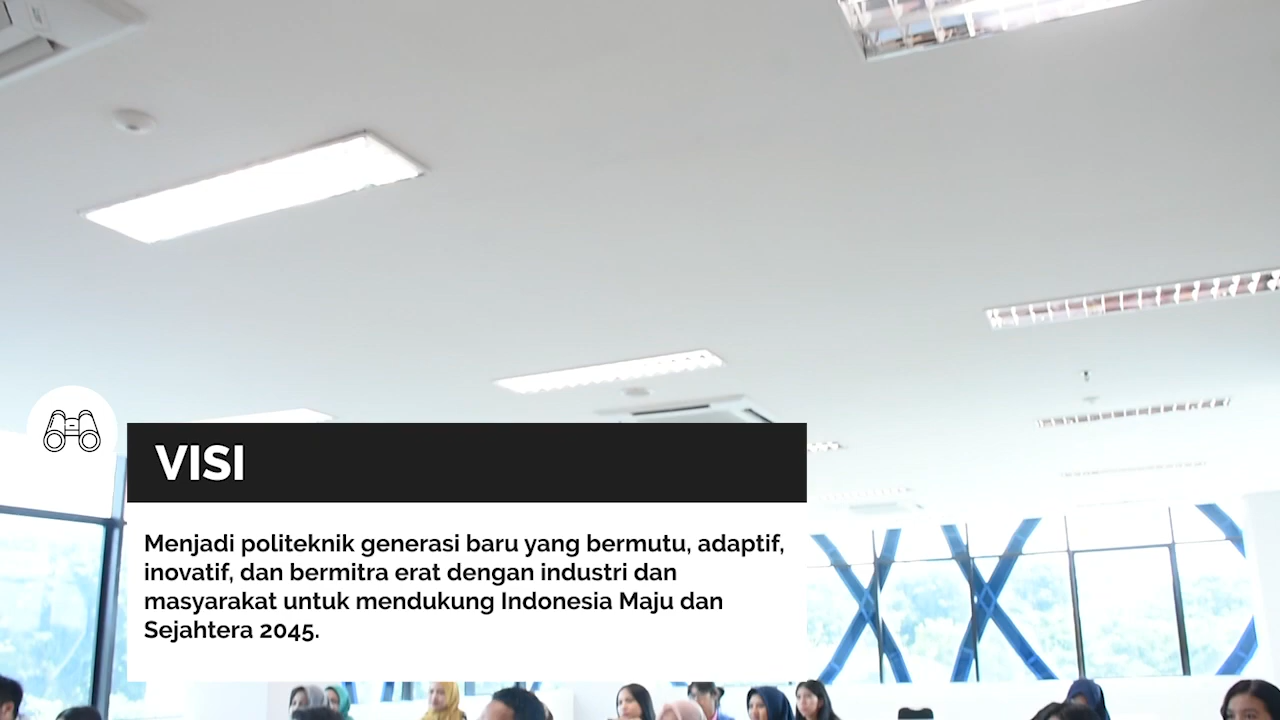 VISI
Menjadi politeknik generasi baru yang bermutu, adaptif,
inovatif, dan bermitra erat dengan industri dan
masyarakat untuk mendukung Indonesia Maju dan
Sejahtera 2045.